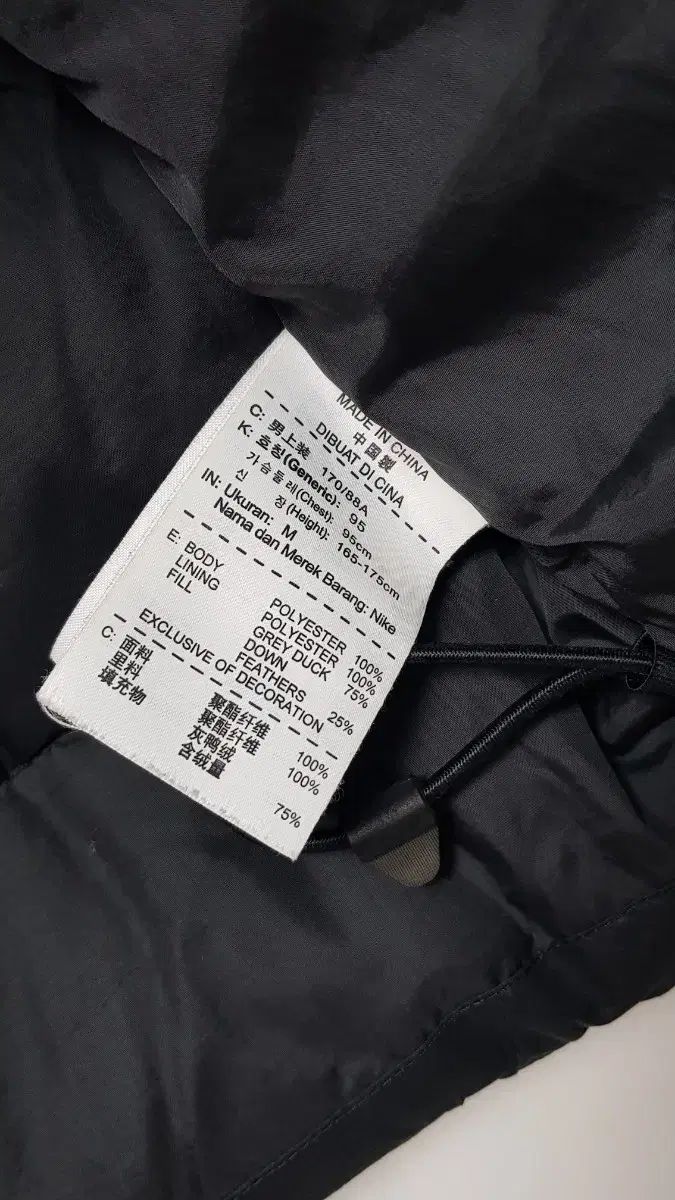 MADE IN CHINA
中国製
DIBUAT DI CINA
C: 男上装 170/88A
K: 호칭(Generic): 95
가슴둘레(Chest): 95cm
신 장(Height): 165-175cm
IN: Ukuran: M
Nama dan Merek Barang: Nike
E: BODY POLYESTER 100%
LINING POLYESTER 100%
FILL GREY DUCK 75%
DOWN
FEATHERS 25%
EXCLUSIVE OF DECORATION
C: 面料 聚酯纤维 100%
里料 聚酯纤维 100%
填充物 灰鸭绒
含绒量 75%